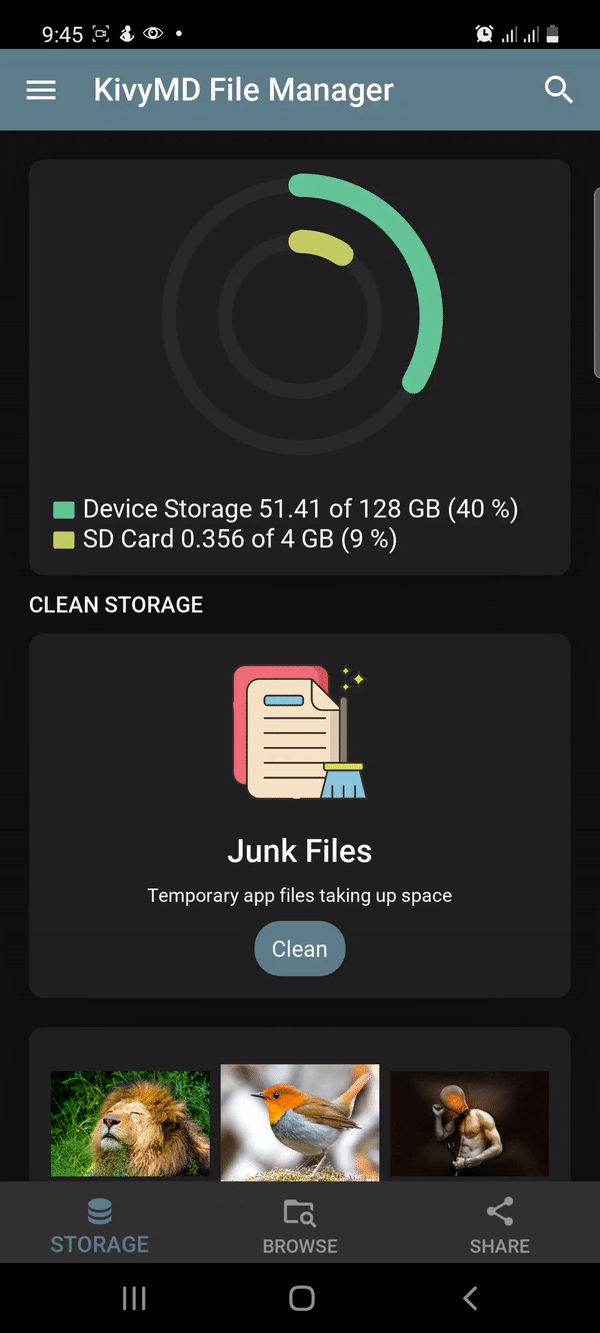 9:45
KivyMD File Manager
Device Storage 51.41 of 128 GB (40 %)
SD Card 0.356 of 4 GB (9 %)
CLEAN STORAGE
Junk Files
Temporary app files taking up space
Clean
STORAGE
BROWSE
SHARE